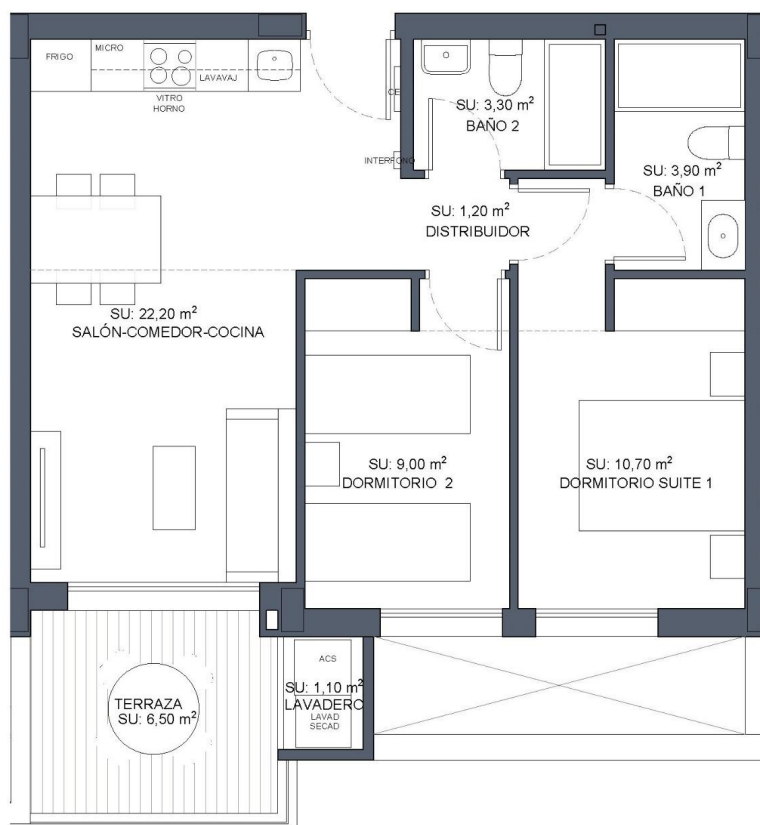 FRIGO
MICRO
LAVAVAJ
VITRO
HORNO
CE
INTERFONO
SU: 3,30 m²
BAÑO 2
SU: 3,90 m²
BAÑO 1
SU: 1,20 m²
DISTRIBUIDOR
SU: 22,20 m²
SALÓN-COMEDOR-COCINA
SU: 9,00 m²
DORMITORIO 2
SU: 10,70 m²
DORMITORIO SUITE 1
ACS
SU: 1,10 m²
LAVADERO
LAVAD
SECAD
TERRAZA
SU: 6,50 m²